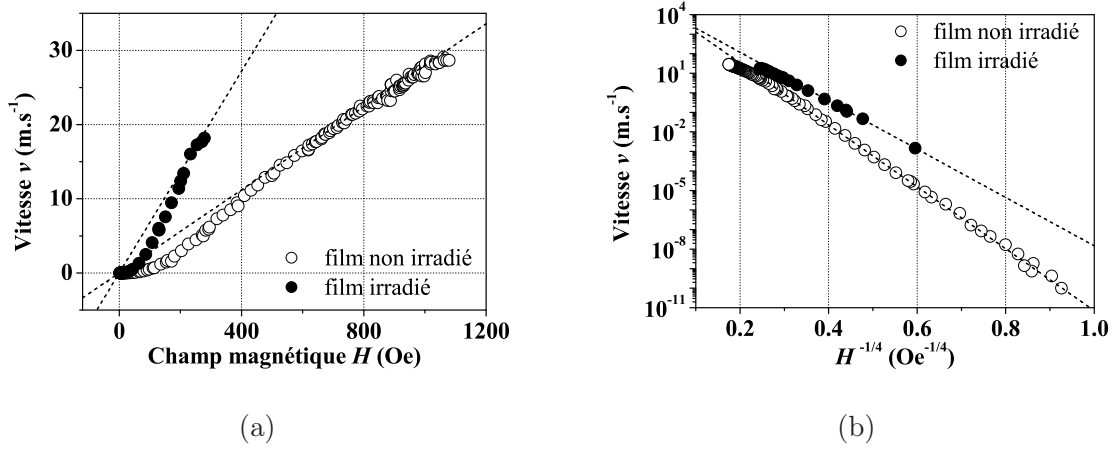 30
20
10
0
Vitesse v (m.s⁻¹)
film non irradié
film irradié
0 400 800 1200
Champ magnétique H (Oe)
(a)
10⁴
10¹
10⁻²
10⁻⁵
10⁻⁸
10⁻¹¹
Vitesse v (m.s⁻¹)
film non irradié
film irradié
0.2 0.4 0.6 0.8 1.0
H ⁻¹/⁴ (Oe⁻¹/⁴)
(b)